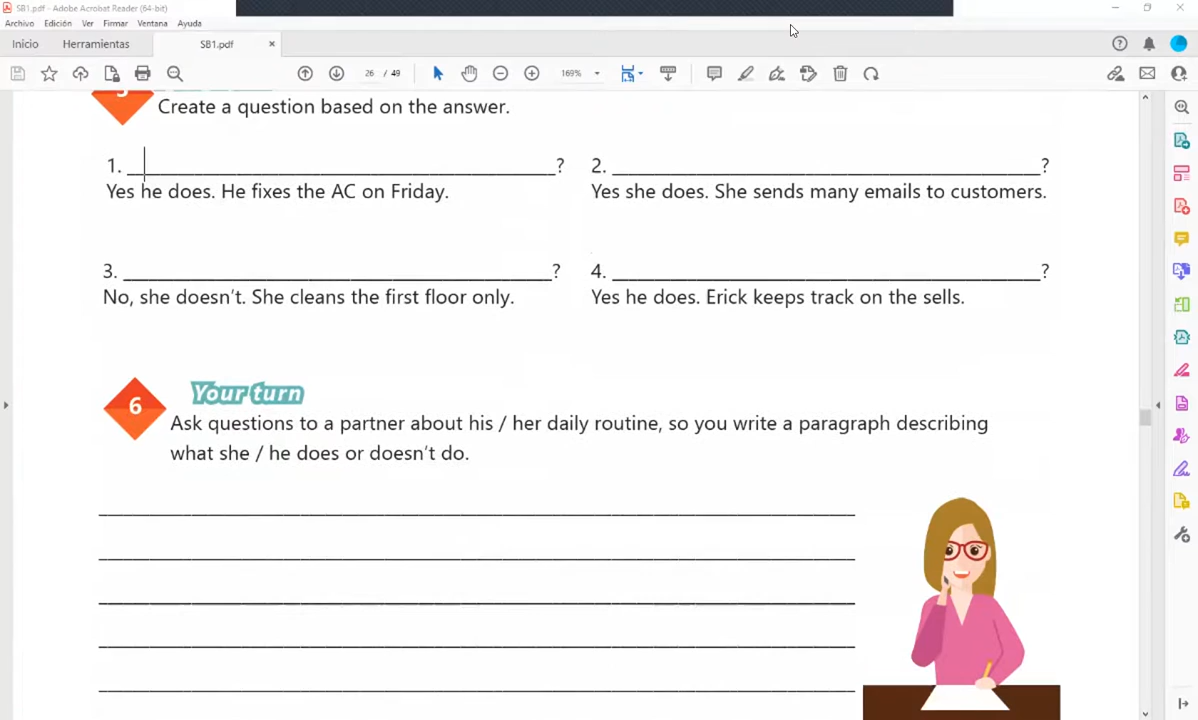 SB1.pdf - Adobe Acrobat Reader (64-bit)
Archivo Edición Ver Firmar Ventana Ayuda
Inicio Herramientas SB1.pdf ×
26 / 49 169%
Create a question based on the answer.
1. ______________________________?
Yes he does. He fixes the AC on Friday.
2. ______________________________?
Yes she does. She sends many emails to customers.
3. ______________________________?
No, she doesn't. She cleans the first floor only.
4. ______________________________?
Yes he does. Erick keeps track on the sells.
6 Your turn
Ask questions to a partner about his / her daily routine, so you write a paragraph describing
what she / he does or doesn't do.